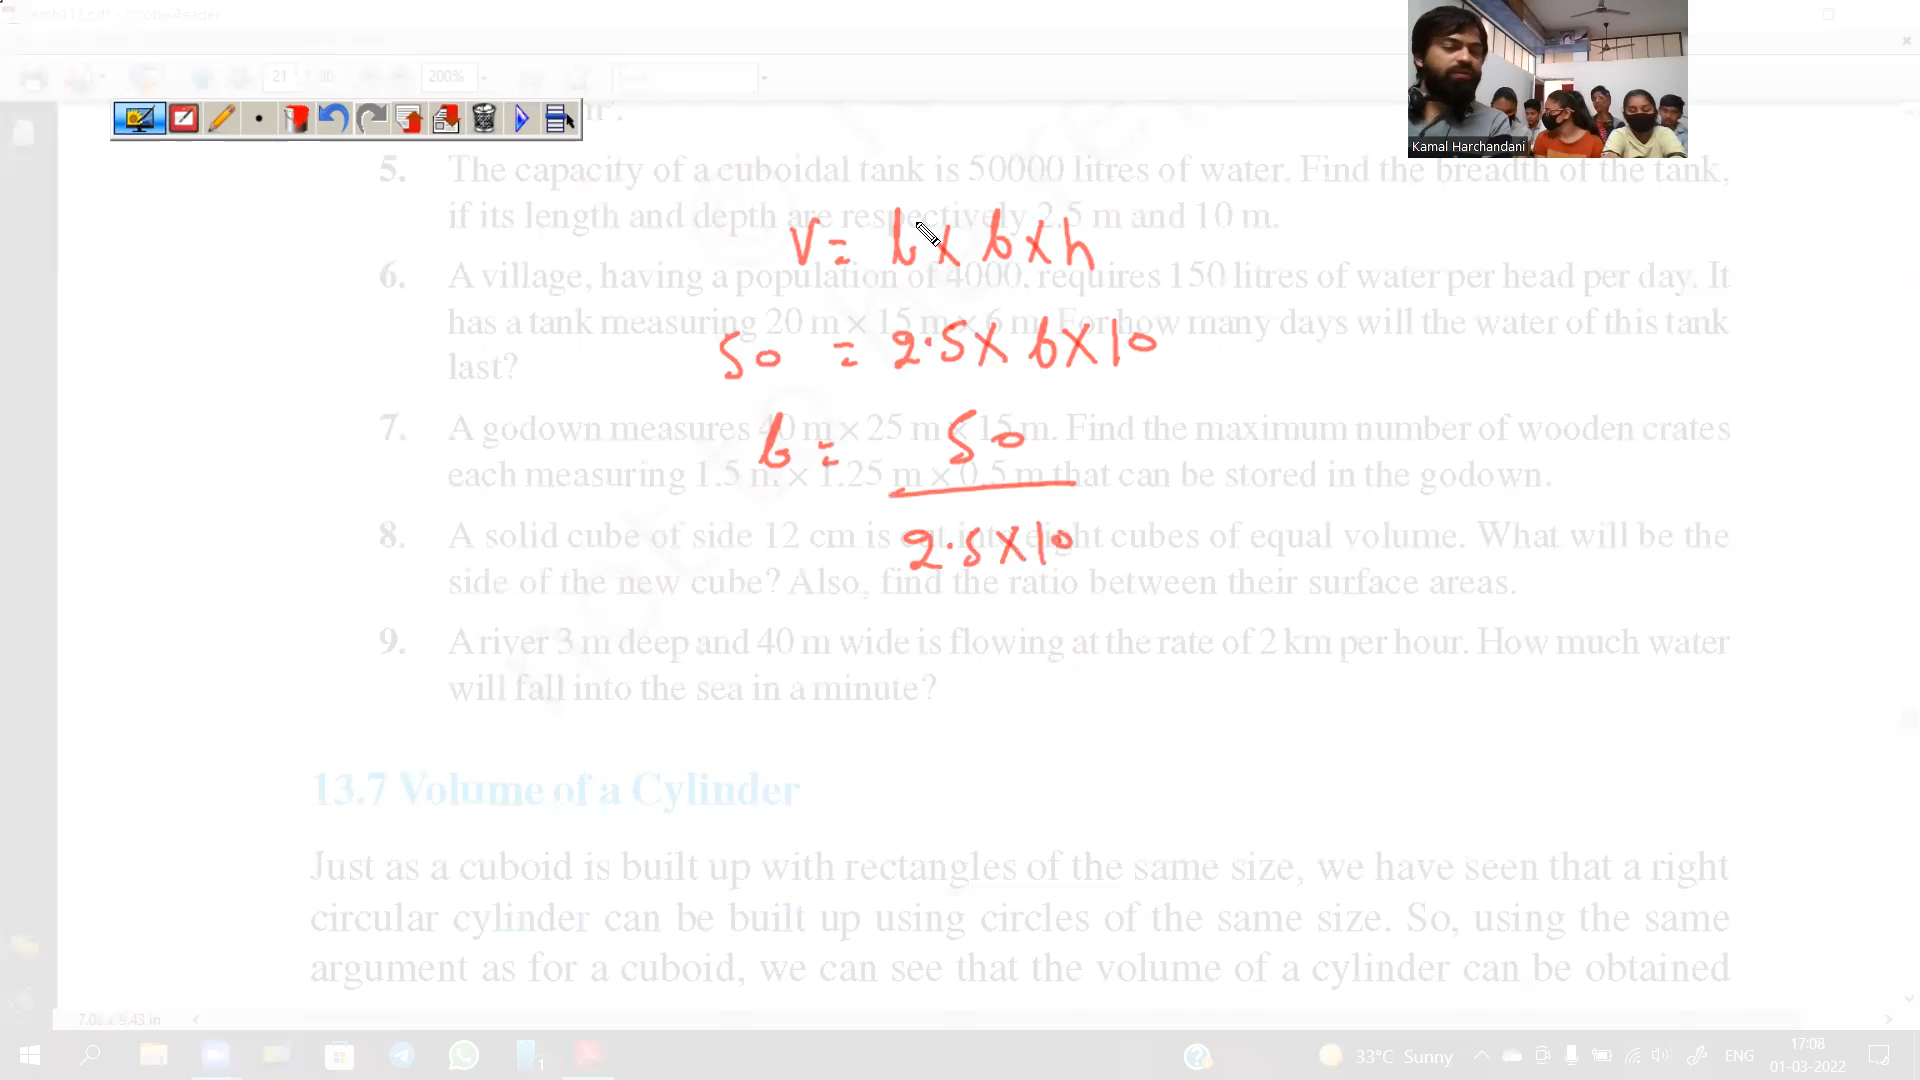 21
30
200%
5. The capacity of a cuboidal tank is 50000 litres of water. Find the breadth of the tank,
if its length and depth are respectively 2.5 m and 10 m.
V = l x b x h
6. A village, having a population of 4000, requires 150 litres of water per head per day. It
has a tank measuring 20 m × 15 m × 6 m. For how many days will the water of this tank
last?
50 = 2.5 X b X 10
7. A godown measures 40 m × 25 m × 15 m. Find the maximum number of wooden crates
each measuring 1.5 m × 1.25 m × 0.5 m that can be stored in the godown.
b = 50
2.5 X 10
8. A solid cube of side 12 cm is cut into eight cubes of equal volume. What will be the
side of the new cube? Also, find the ratio between their surface areas.
9. A river 3 m deep and 40 m wide is flowing at the rate of 2 km per hour. How much water
will fall into the sea in a minute?
13.7 Volume of a Cylinder
Just as a cuboid is built up with rectangles of the same size, we have seen that a right
circular cylinder can be built up using circles of the same size. So, using the same
argument as for a cuboid, we can see that the volume of a cylinder can be obtained
Kamal Harchandani
33°C Sunny
ENG
17:08
01-03-2022